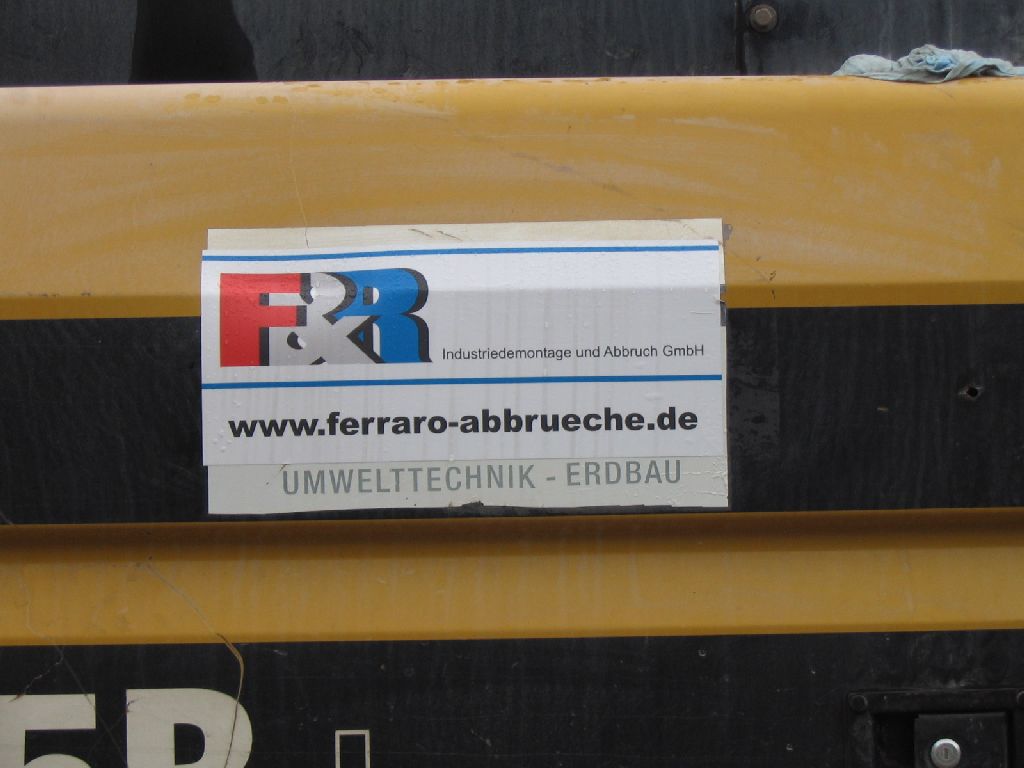 F&R
Industriedemontage und Abbruch GmbH
www.ferraro-abbrueche.de
UMWELTTECHNIK - ERDBAU